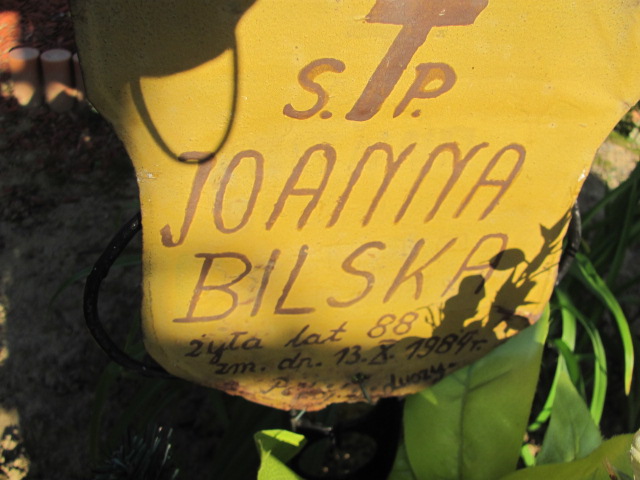 Ś. P.
JOANNA
BILSKA
żyła lat 88
zm. dn. 13. X. 1984r.